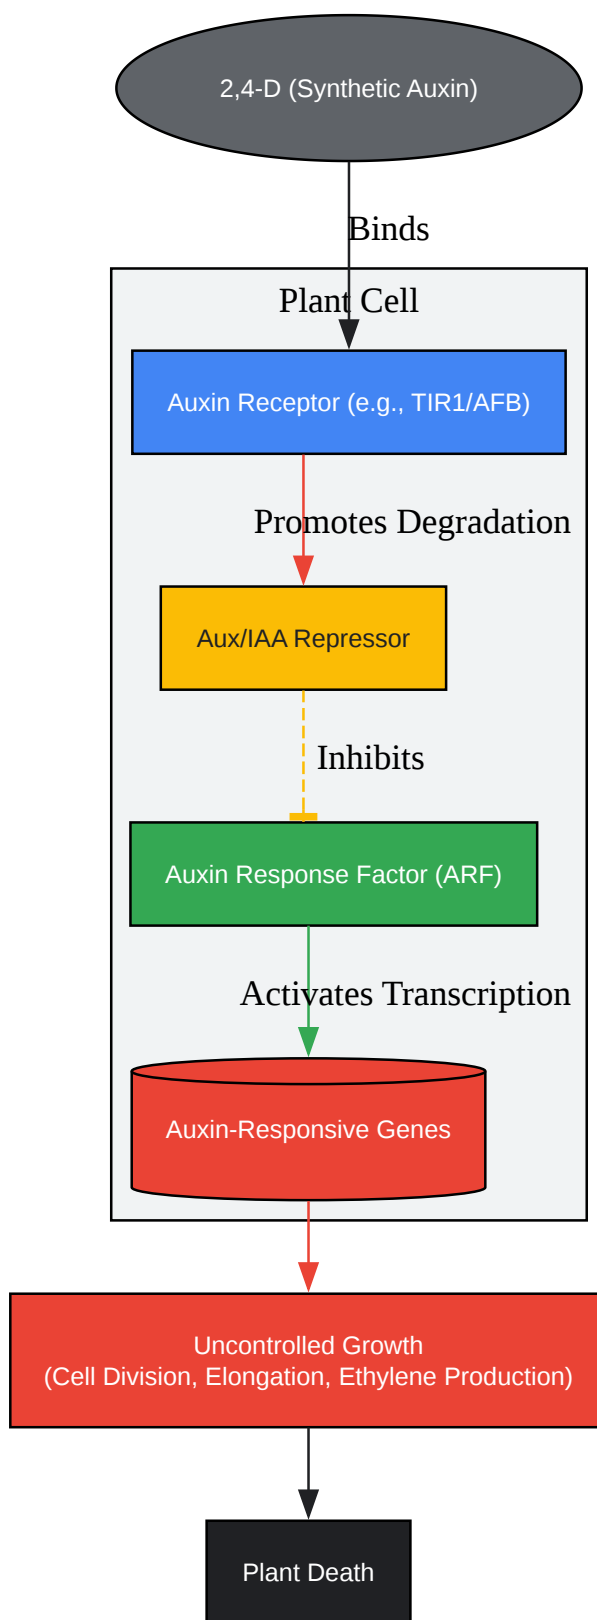 2,4-D (Synthetic Auxin)
Binds
Plant Cell
Auxin Receptor (e.g., TIR1/AFB)
Promotes Degradation
Aux/IAA Repressor
Inhibits
Auxin Response Factor (ARF)
Activates Transcription
Auxin-Responsive Genes
Uncontrolled Growth
(Cell Division, Elongation, Ethylene Production)
Plant Death